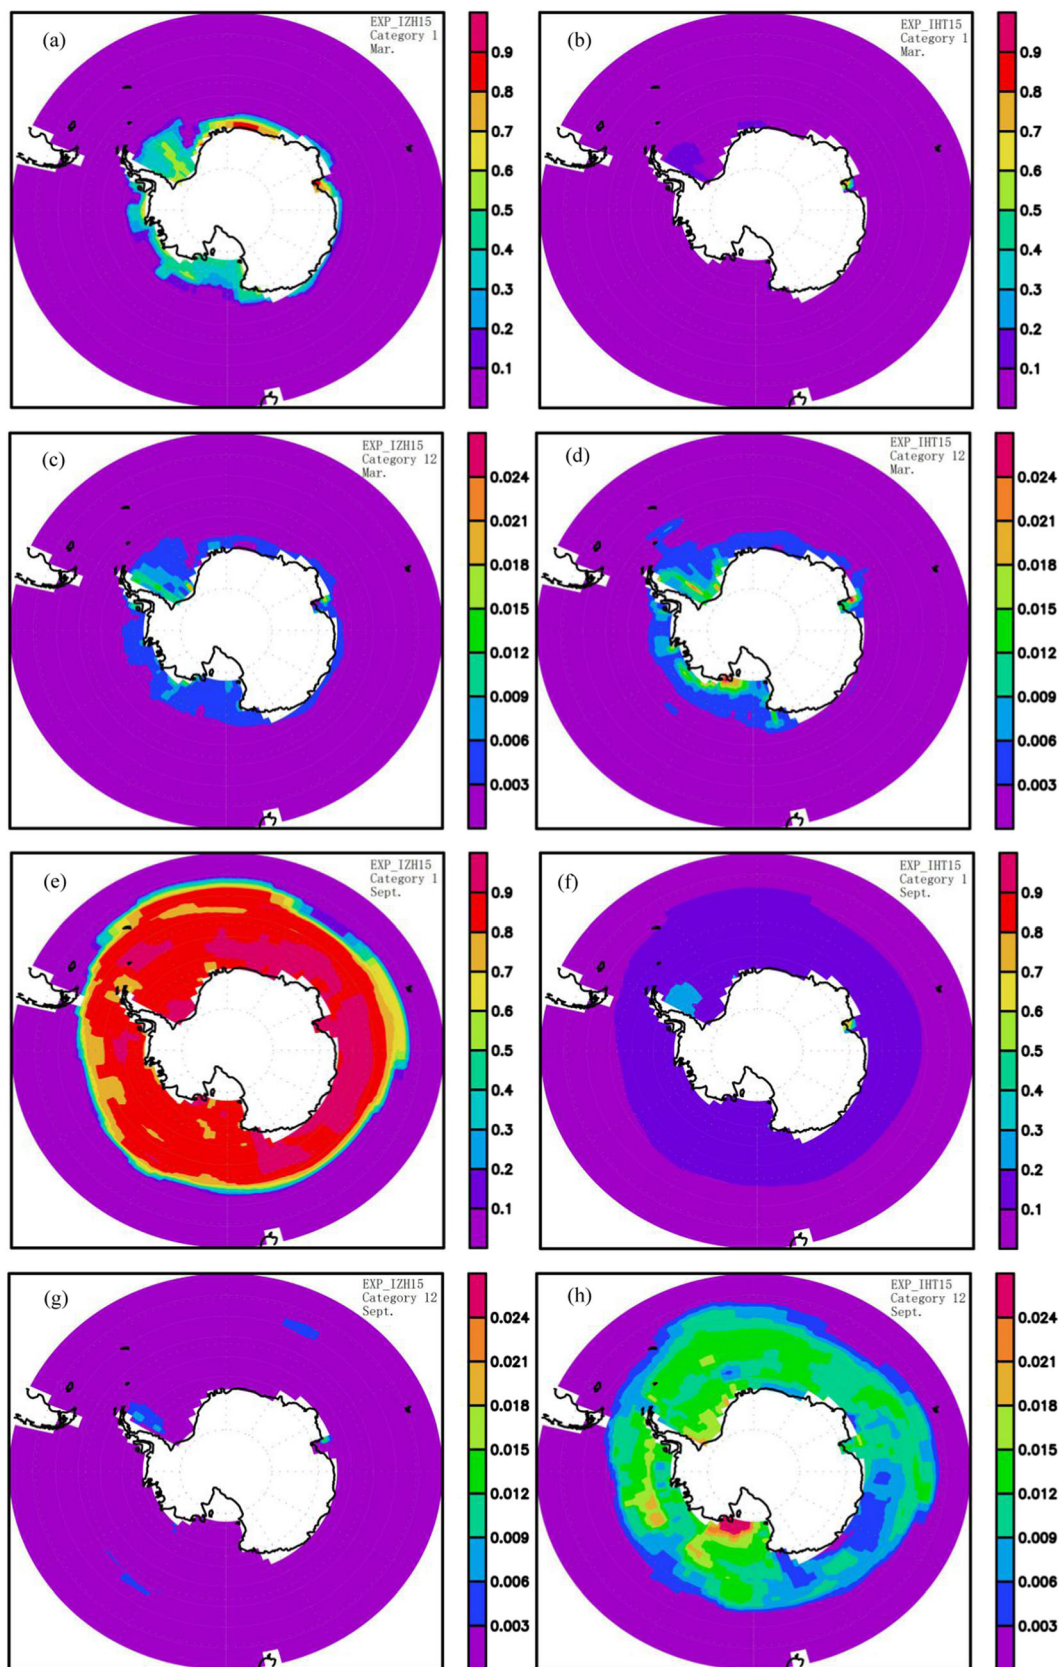 (a)
EXP_IZH15
Category 1
Mar.
0.9
0.8
0.7
0.6
0.5
0.4
0.3
0.2
0.1
(b)
EXP_IHT15
Category 1
Mar.
0.9
0.8
0.7
0.6
0.5
0.4
0.3
0.2
0.1
(c)
EXP_IZH15
Category 12
Mar.
0.024
0.021
0.018
0.015
0.012
0.009
0.006
0.003
(d)
EXP_IHT15
Category 12
Mar.
0.024
0.021
0.018
0.015
0.012
0.009
0.006
0.003
(e)
EXP_IZH15
Category 1
Sept.
0.9
0.8
0.7
0.6
0.5
0.4
0.3
0.2
0.1
(f)
EXP_IHT15
Category 1
Sept.
0.9
0.8
0.7
0.6
0.5
0.4
0.3
0.2
0.1
(g)
EXP_IZH15
Category 12
Sept.
0.024
0.021
0.018
0.015
0.012
0.009
0.006
0.003
(h)
EXP_IHT15
Category 12
Sept.
0.024
0.021
0.018
0.015
0.012
0.009
0.006
0.003